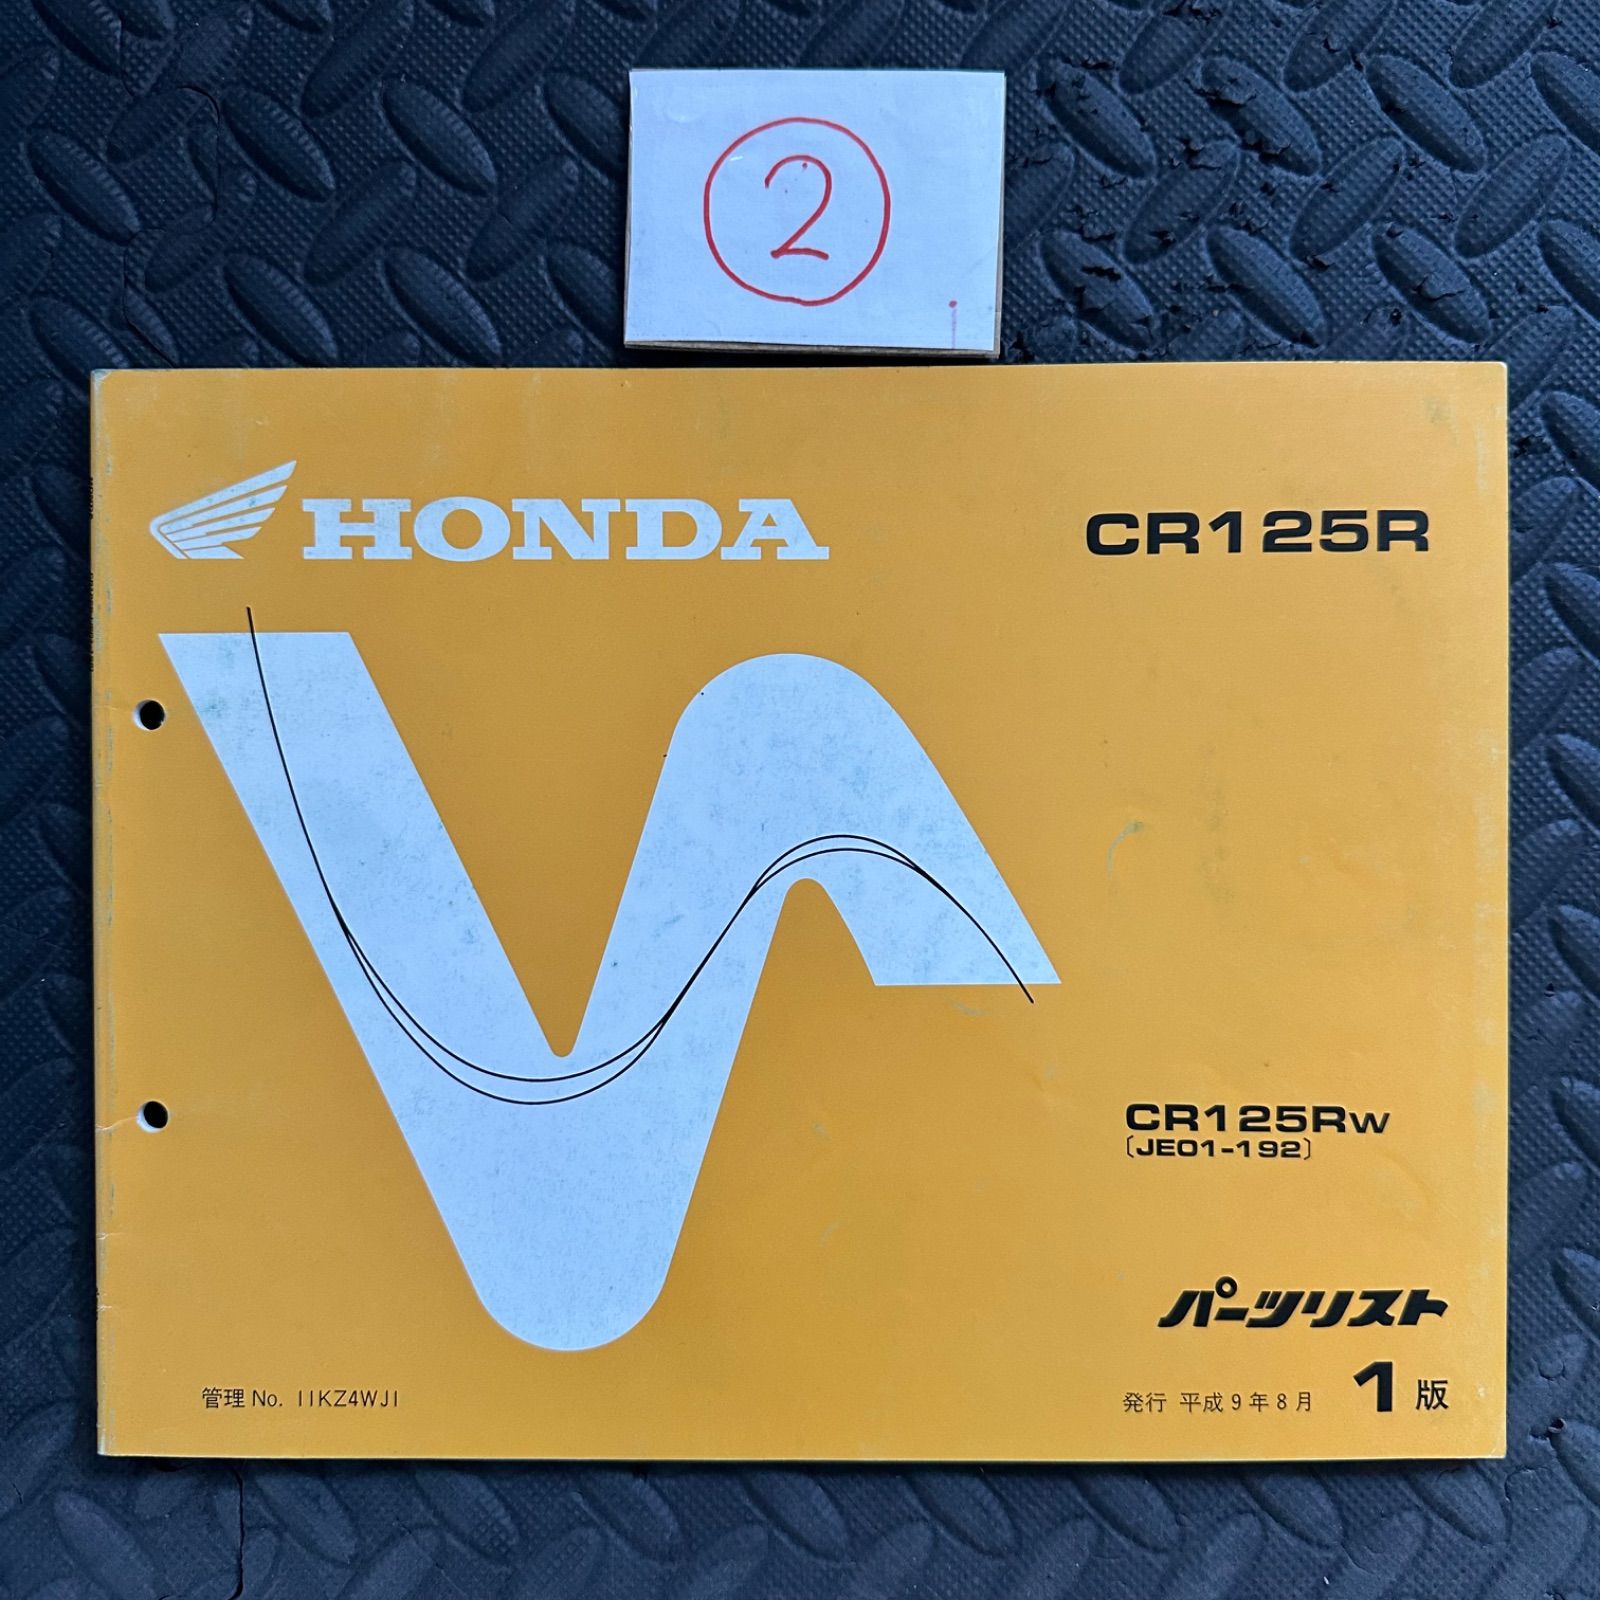 ②
HONDA
CR125R
CR125RW
〔JE01-192〕
パーツリスト
管理 No. 11KZ4WJ1
発行 平成9年8月 1版